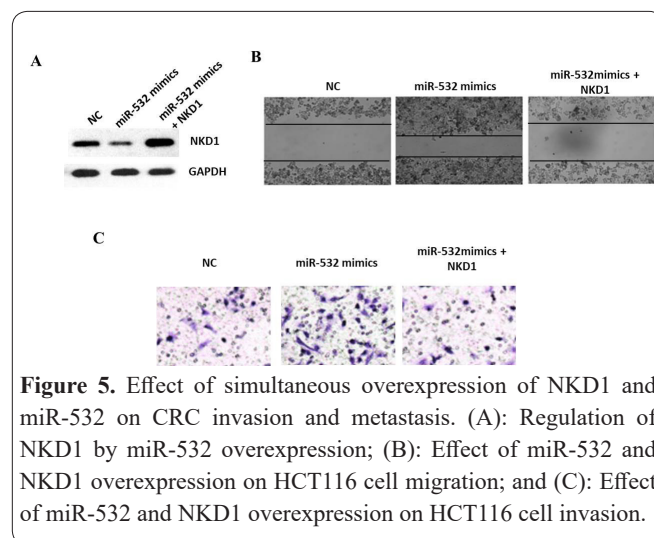 A
NC
miR-532 mimics
miR-532 mimics
+ NKD1
NKD1
GAPDH
B
NC
miR-532 mimics
miR-532mimics +
NKD1
C
NC
miR-532 mimics
miR-532mimics +
NKD1
Figure 5. Effect of simultaneous overexpression of NKD1 and
miR-532 on CRC invasion and metastasis. (A): Regulation of
NKD1 by miR-532 overexpression; (B): Effect of miR-532 and
NKD1 overexpression on HCT116 cell migration; and (C): Effect
of miR-532 and NKD1 overexpression on HCT116 cell invasion.